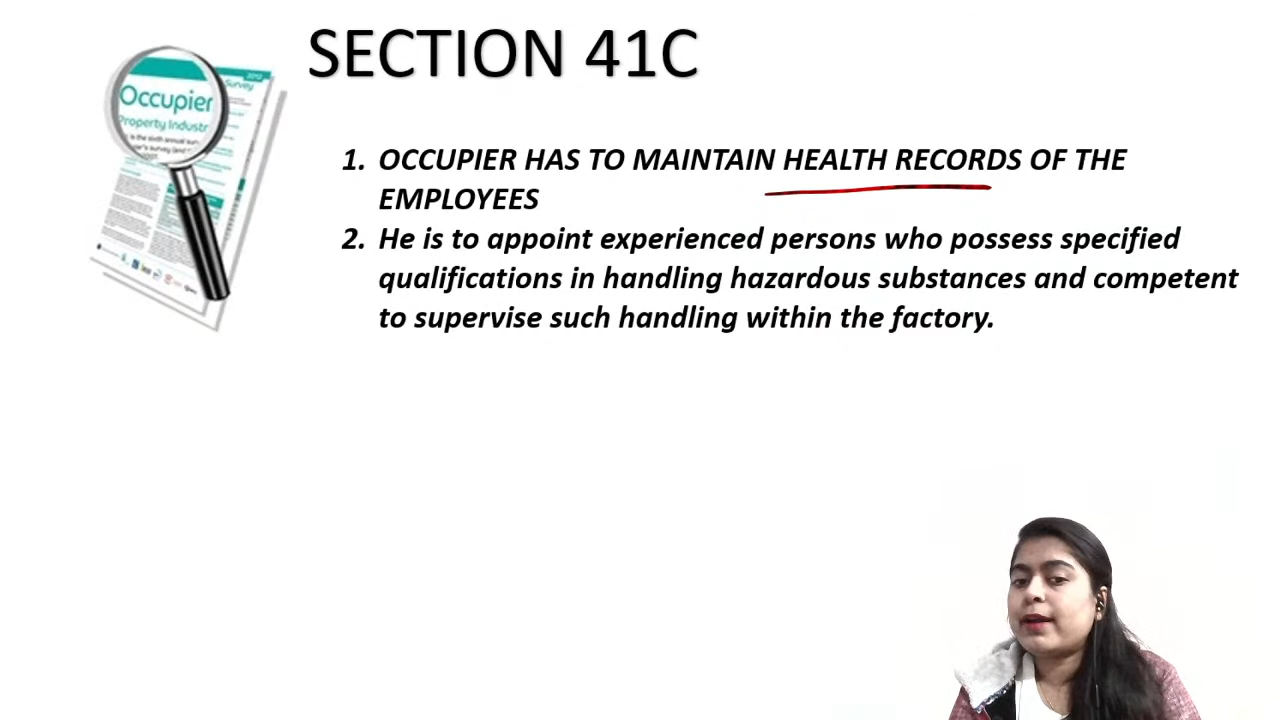 SECTION 41C
2012
Survey
Occupier
Property Industr
1. OCCUPIER HAS TO MAINTAIN HEALTH RECORDS OF THE
EMPLOYEES
2. He is to appoint experienced persons who possess specified
qualifications in handling hazardous substances and competent
to supervise such handling within the factory.